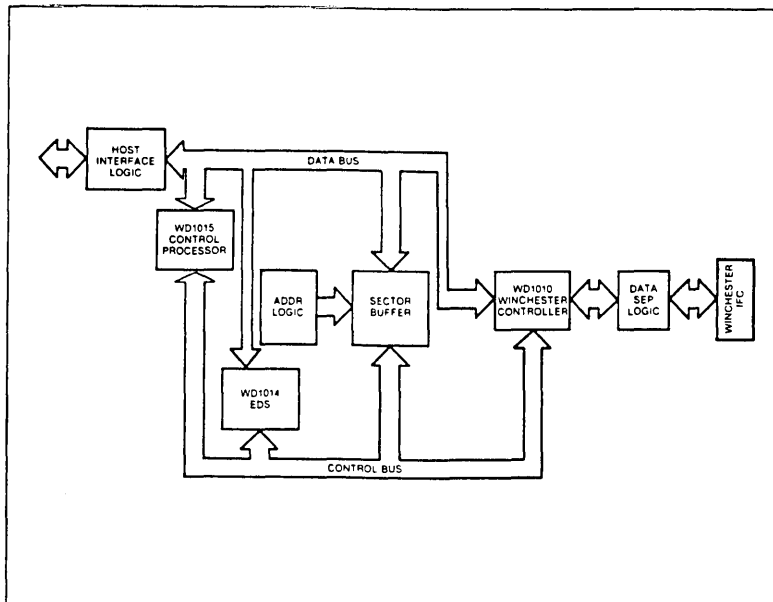 HOST
INTERFACE
LOGIC
DATA BUS
WD1015
CONTROL
PROCESSOR
ADDR
LOGIC
SECTOR
BUFFER
WD1010
WINCHESTER
CONTROLLER
DATA
SEP
LOGIC
WINCHESTER
IFC
WD1014
EDS
CONTROL BUS